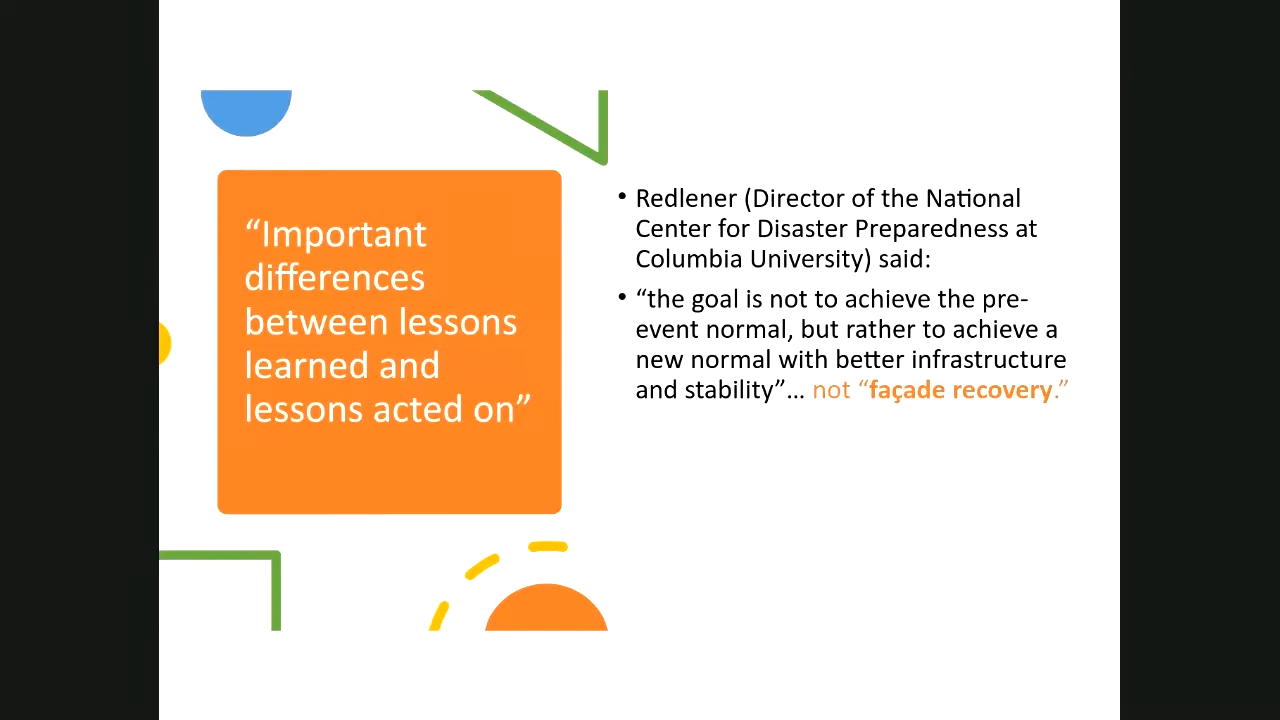 “Important
differences
between lessons
learned and
lessons acted on”
• Redlener (Director of the National
Center for Disaster Preparedness at
Columbia University) said:
• “the goal is not to achieve the pre-
event normal, but rather to achieve a
new normal with better infrastructure
and stability”... not “façade recovery.”